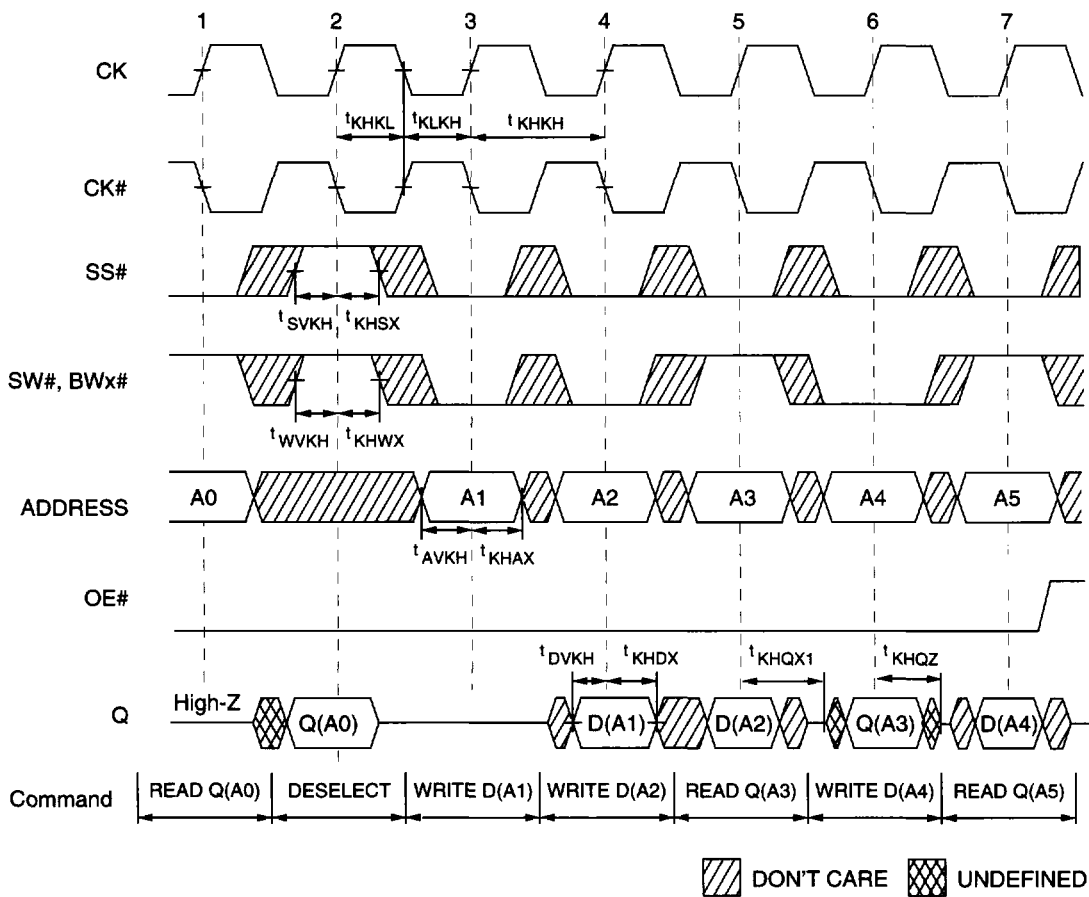 1 2 3 4 5 6 7
CK
tKHKL tKLKH tKHKH
CK#
SS#
tSVKH tKHSX
SW#, BWx#
tWVKH tKHWX
ADDRESS A0 A1 A2 A3 A4 A5
tAVKH tKHAX
OE#
tDVKH tKHDX tKHQX1 tKHQZ
Q High-Z Q(A0) D(A1) D(A2) Q(A3) D(A4)
Command READ Q(A0) DESELECT WRITE D(A1) WRITE D(A2) READ Q(A3) WRITE D(A4) READ Q(A5)
DON'T CARE UNDEFINED